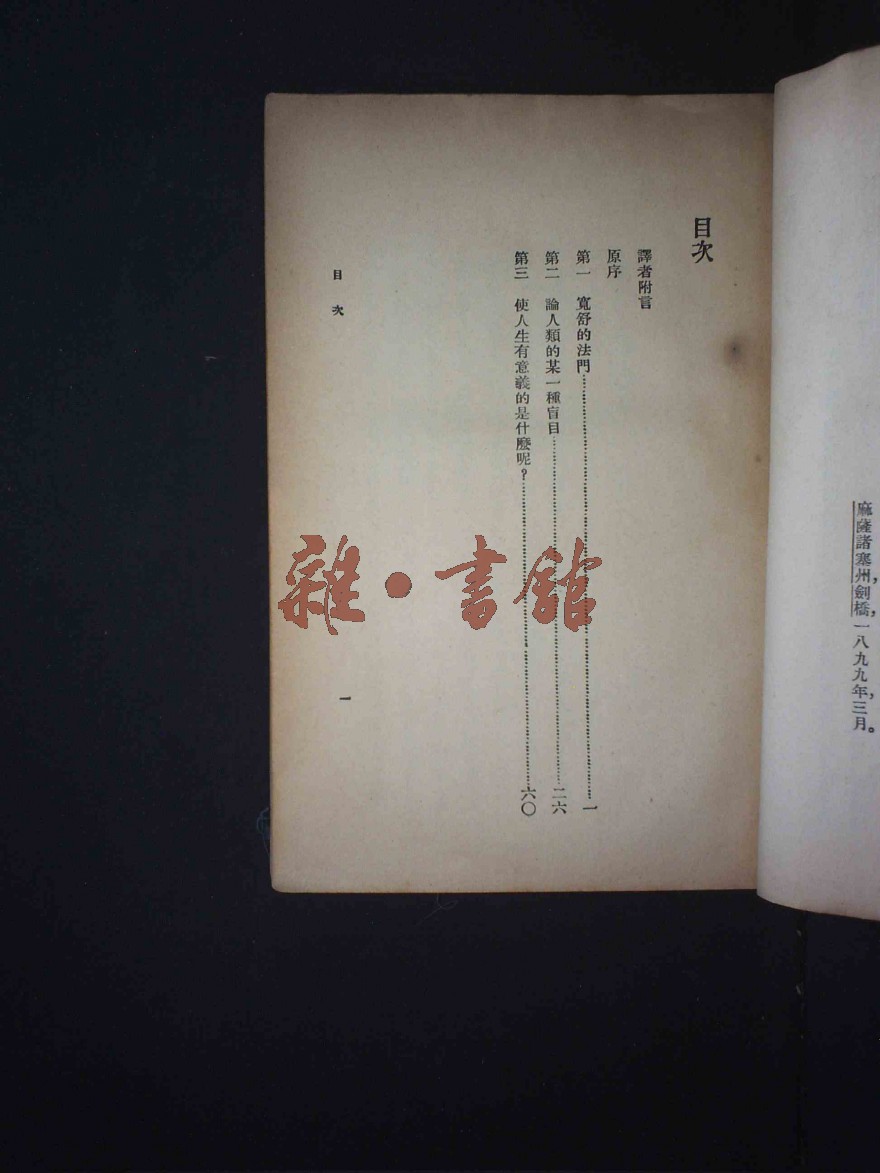 麻薩諸塞州，劍橋，一八九九年，三月。
目次
譯者附言
原序
第一 寬舒的法門……一
第二 論人類的某一種盲目……二六
第三 使人生有意義的是什麼呢？……六〇
目次
一
雜·書館